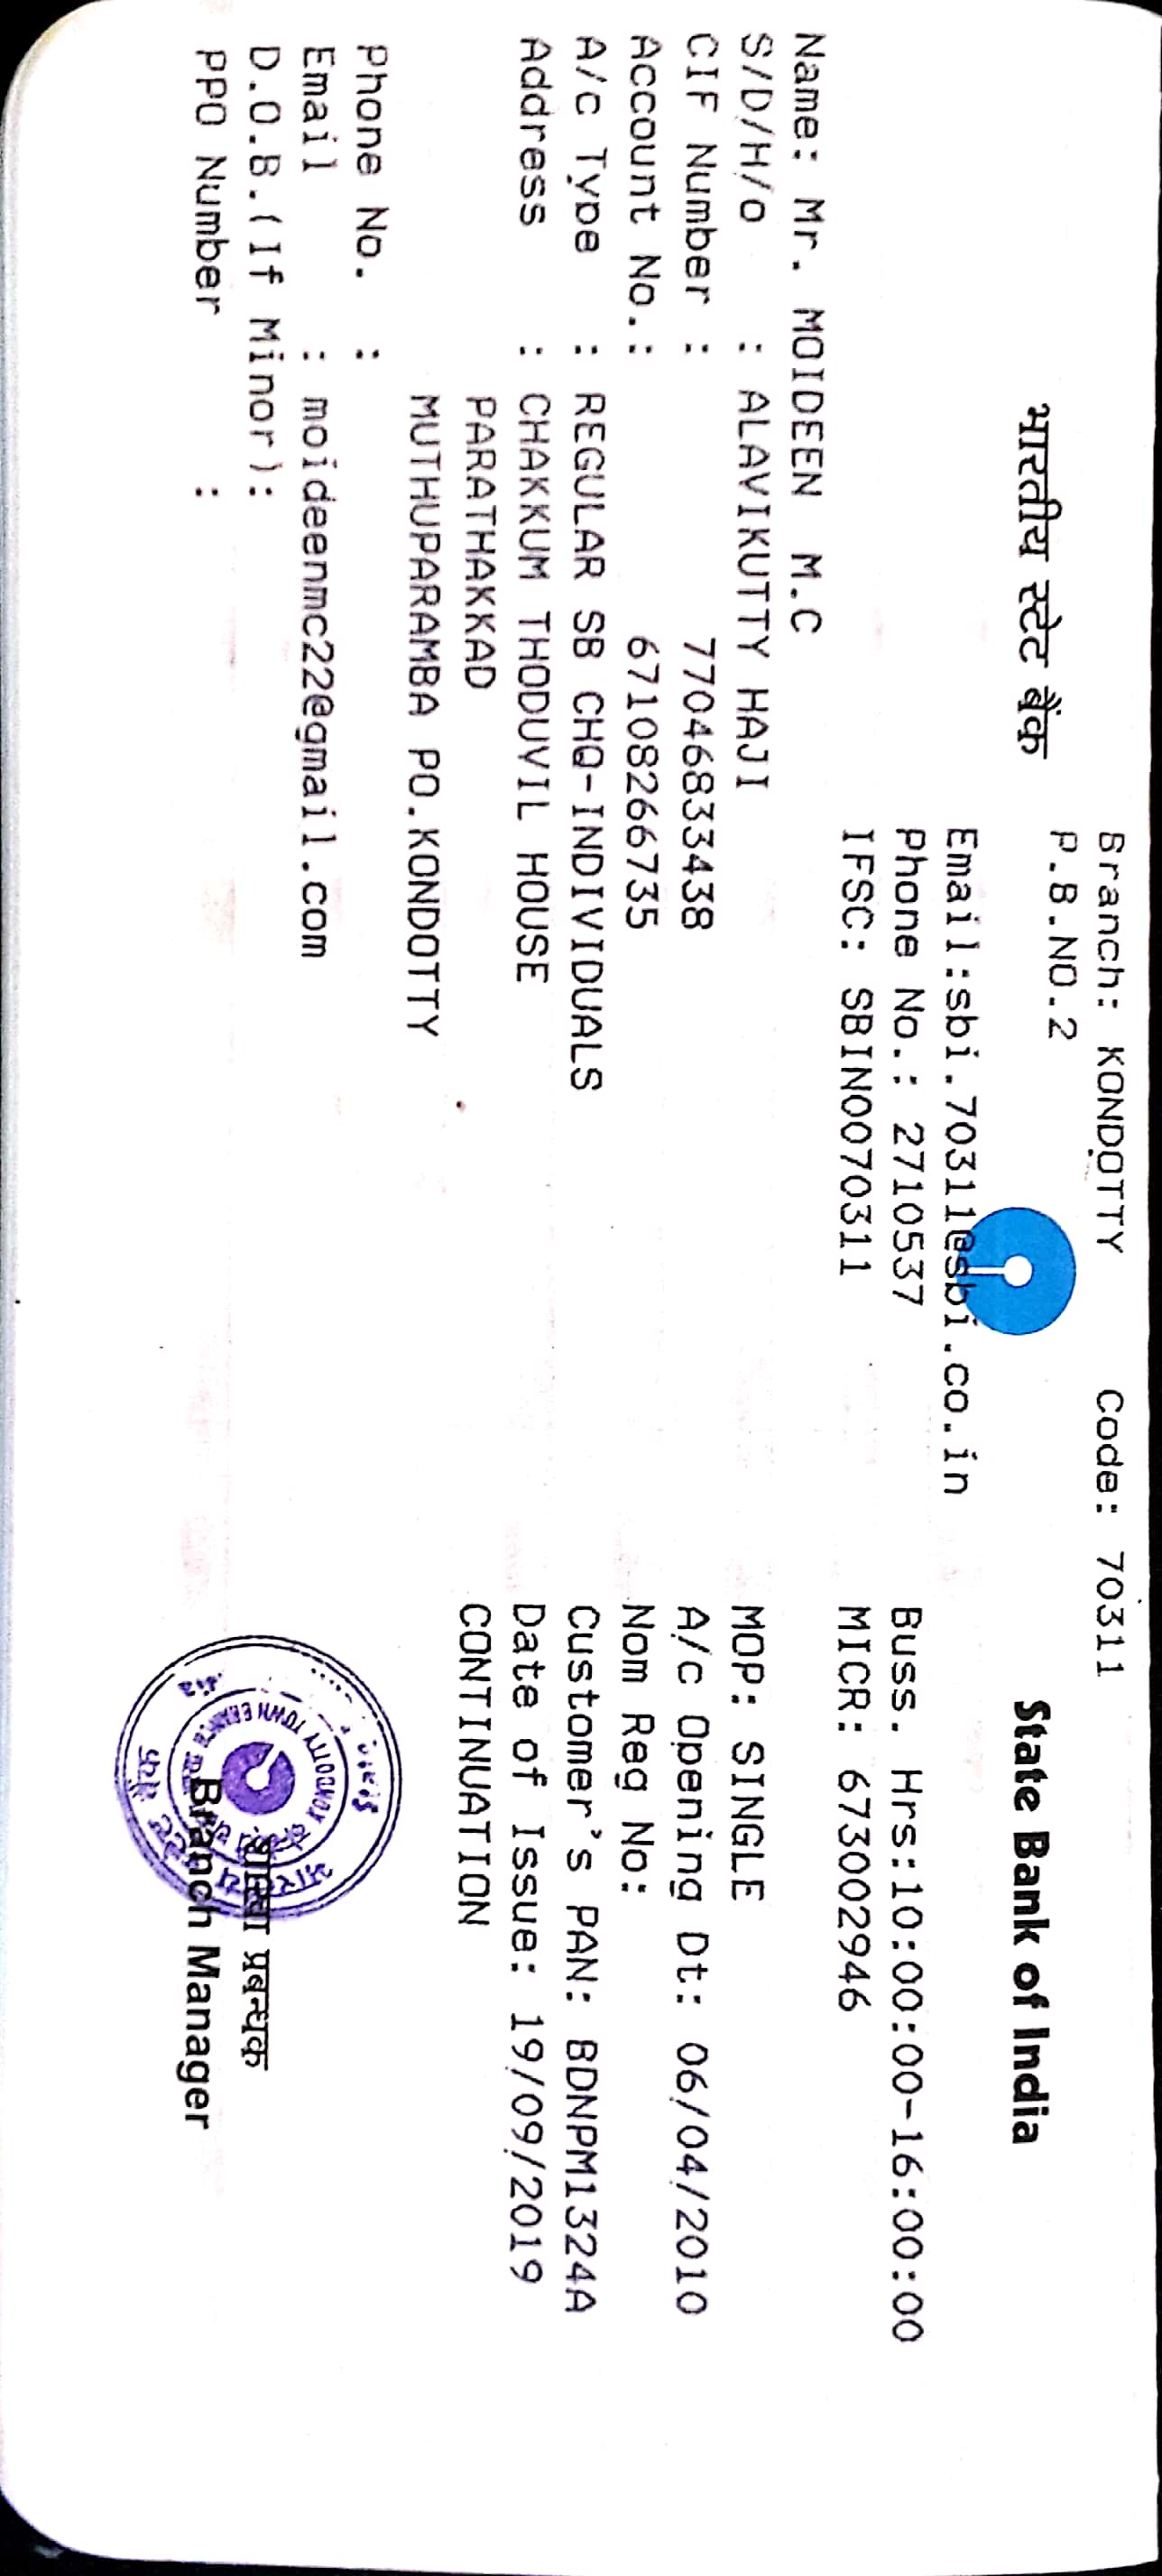 Branch: KONDOTTY Code: 70311
P.B.NO.2
भारतीय स्टेट बैंक State Bank of India
Email:sbi.70311@sbi.co.in
Phone No.: 2710537 Buss. Hrs:10:00:00-16:00:00
IFSC: SBIN0070311 MICR: 673002946
Name: Mr. MOIDEEN M.C
S/D/H/o : ALAVIKUTTY HAJI MOP: SINGLE
CIF Number : 77046833438 A/c Opening Dt: 06/04/2010
Account No.: 67108266735 Nom Reg No:
A/c Type : REGULAR SB CHQ-INDIVIDUALS Customer's PAN: BDNPM1324A
Address : CHAKKUM THODUVIL HOUSE Date of Issue: 19/09/2019
PARATHAKKAD CONTINUATION
MUTHUPARAMBA PO.KONDOTTY
Phone No. :
Email : moideenmc22@gmail.com
D.O.B.(If Minor):
PPO Number :
शाखा प्रबन्धक
Branch Manager
KONDOTTY TOWN
भारतीय स्टेट